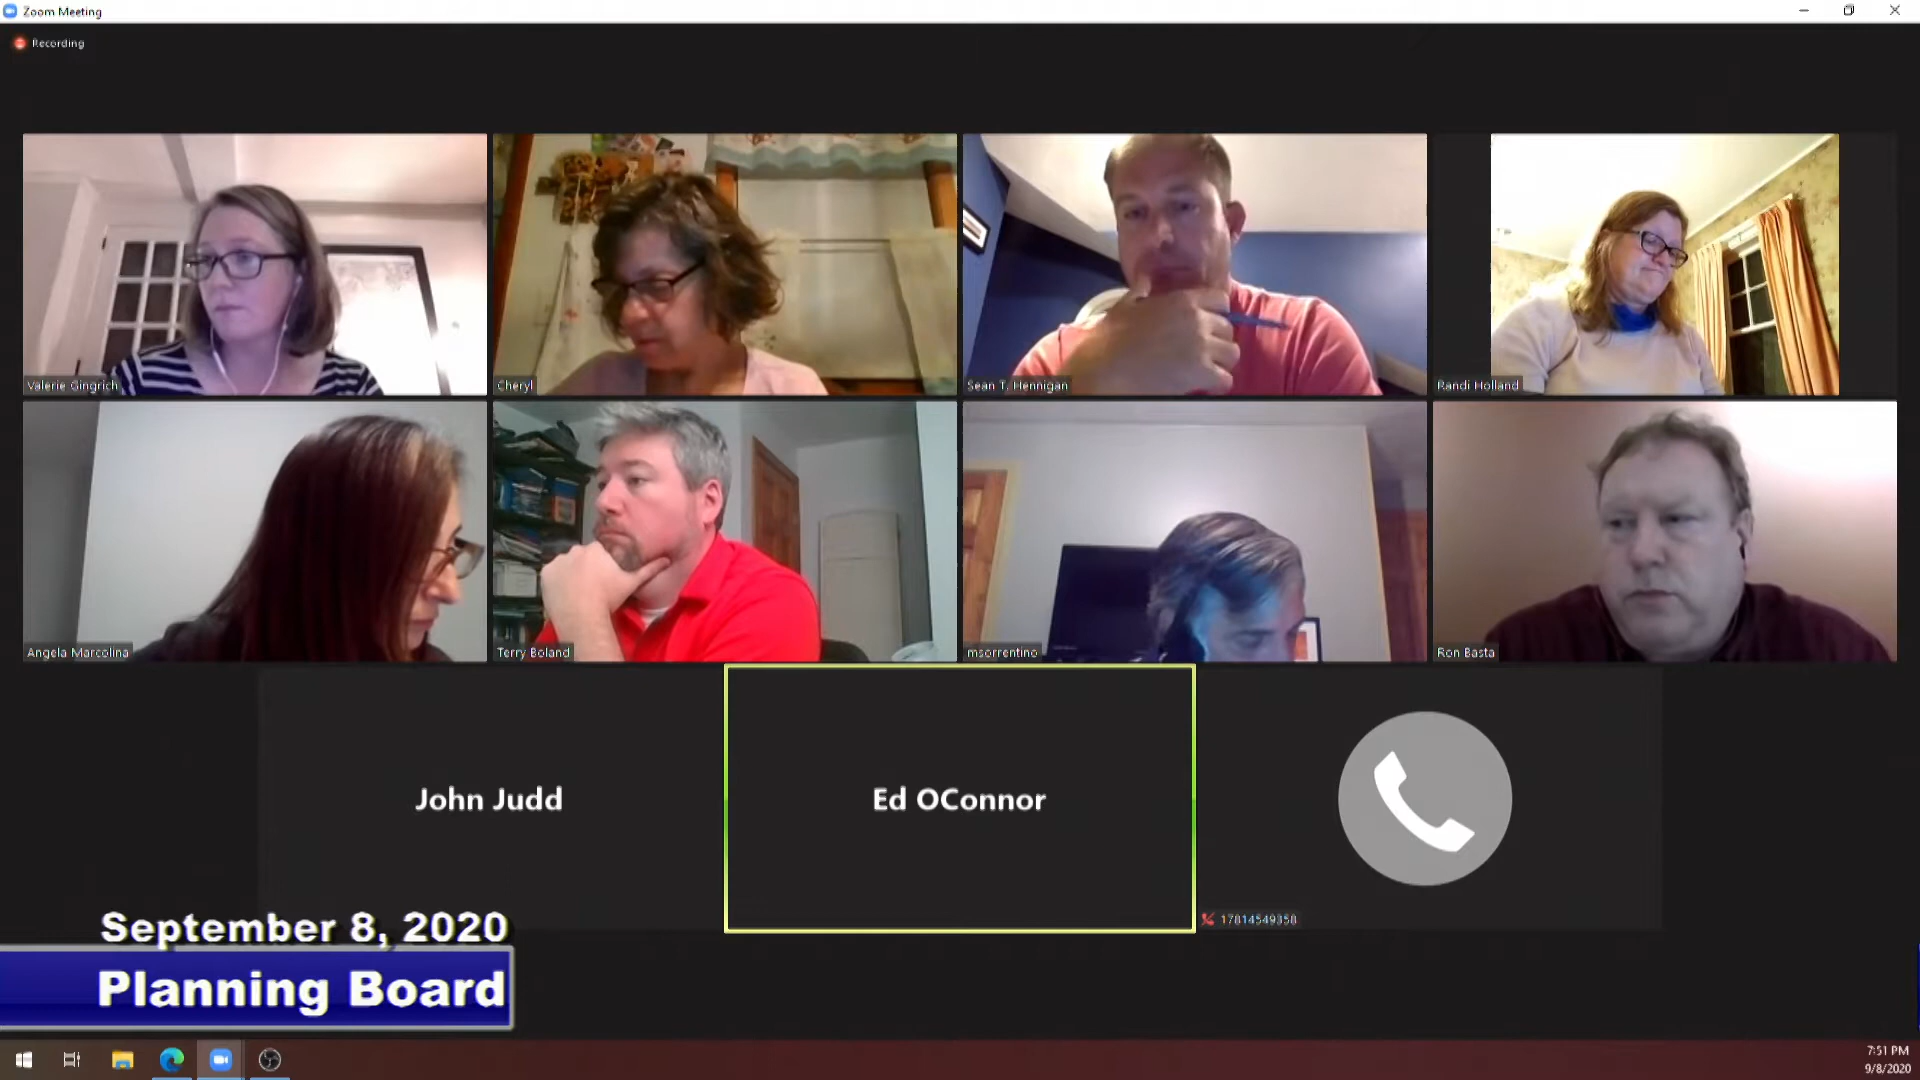 Zoom Meeting
Recording
Valerie Gingrich
Cheryl
Sean T. Hennigan
Randi Holland
Angela Marcolina
Terry Boland
msorrentino
Ron Basta
John Judd
Ed OConnor
17814549358
September 8, 2020
Planning Board
7:51 PM
9/8/2020